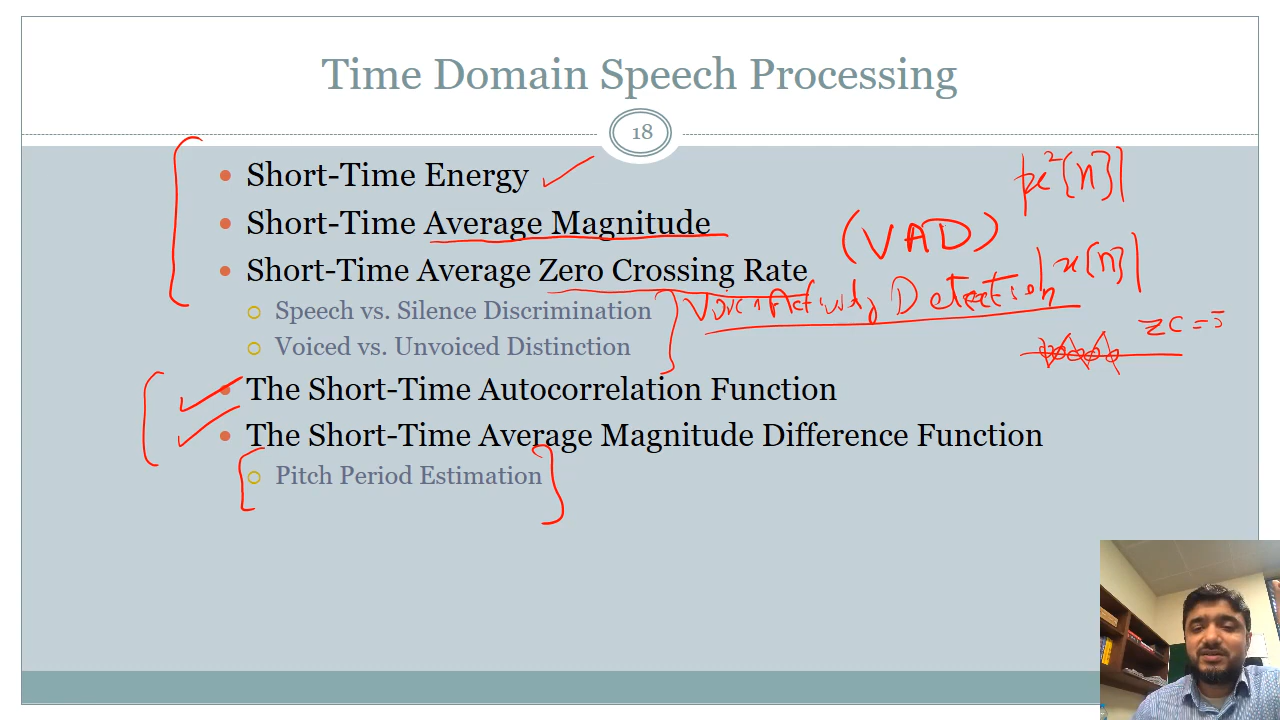 Time Domain Speech Processing
18
Short-Time Energy
|x²[n]|
Short-Time Average Magnitude
(VAD)
Short-Time Average Zero Crossing Rate
|x[n]|
Speech vs. Silence Discrimination
Voice Activity Detection
zc =
Voiced vs. Unvoiced Distinction
The Short-Time Autocorrelation Function
The Short-Time Average Magnitude Difference Function
Pitch Period Estimation